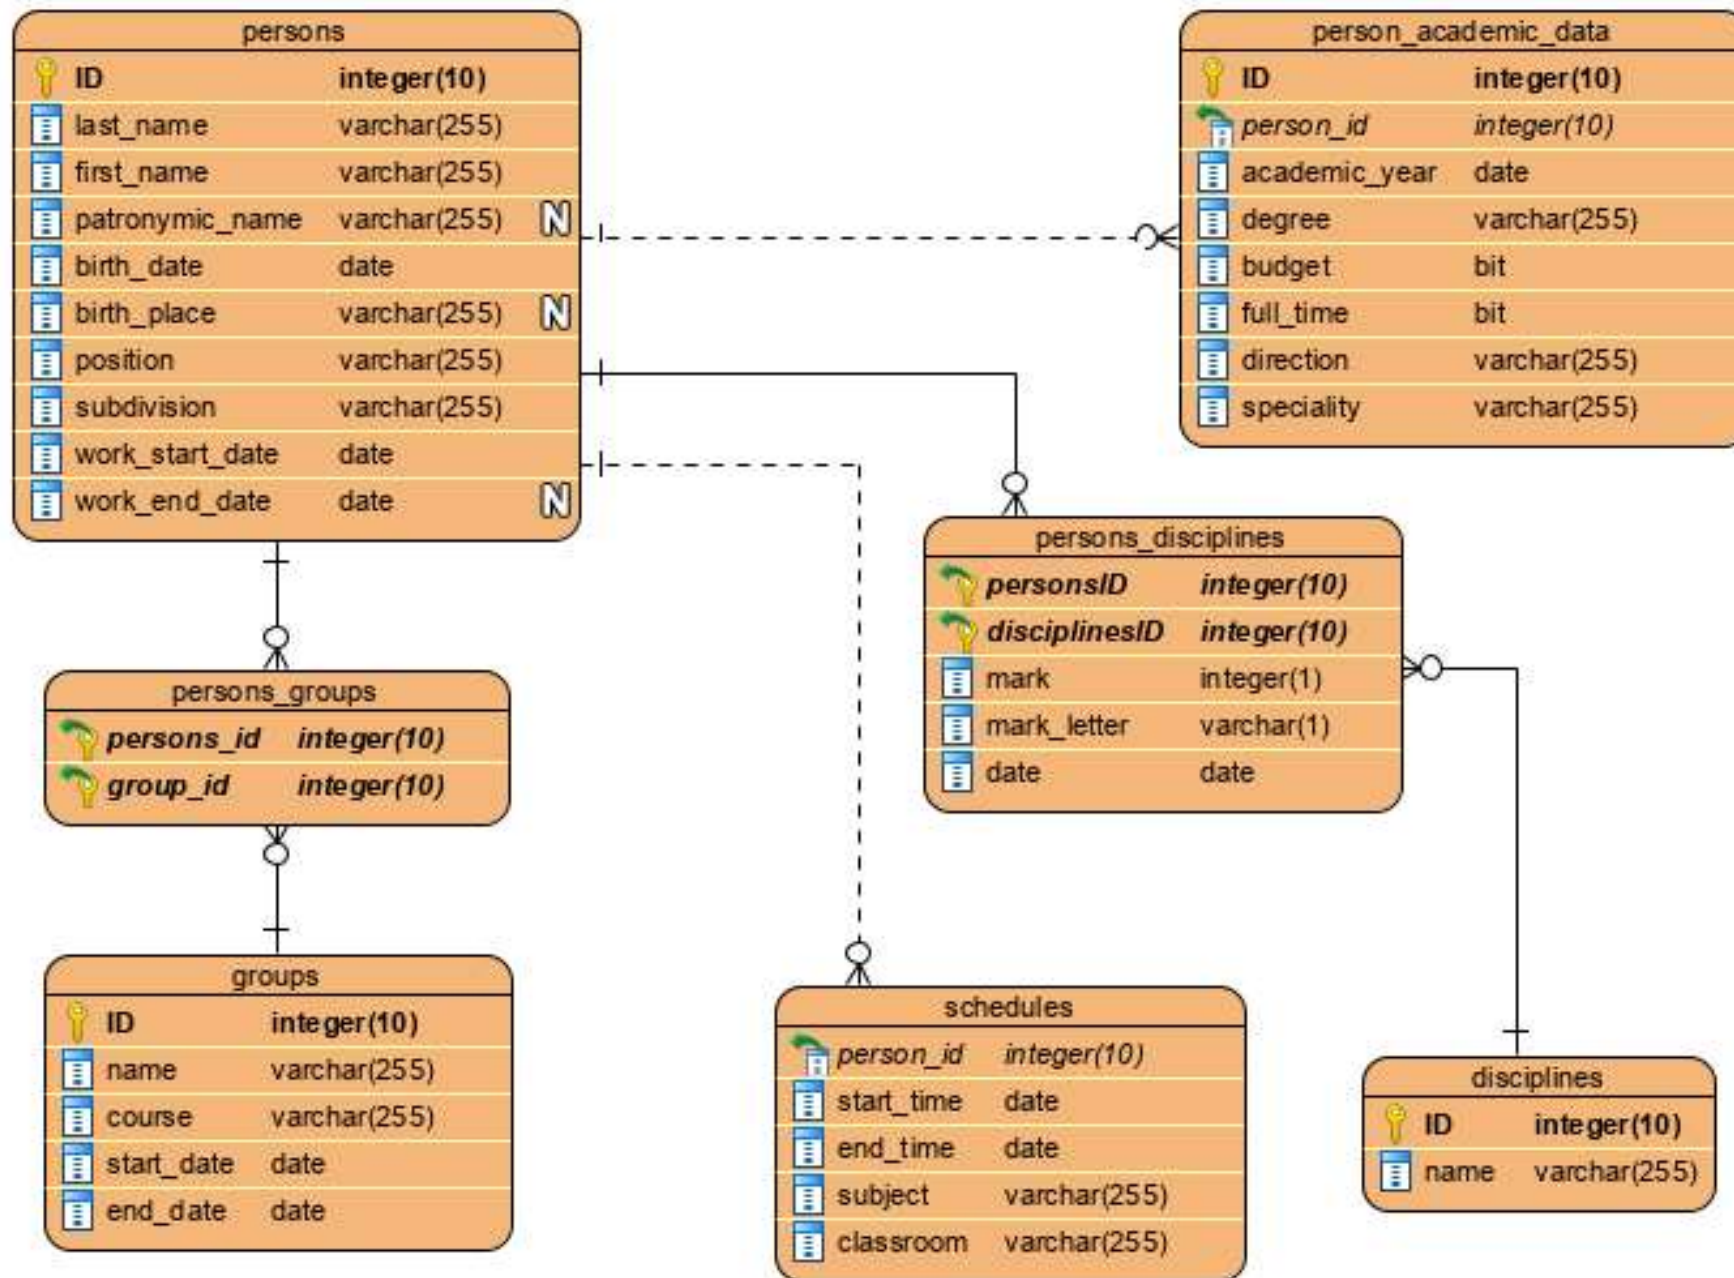 persons
ID integer(10)
last_name varchar(255)
first_name varchar(255)
patronymic_name varchar(255) N
birth_date date
birth_place varchar(255) N
position varchar(255)
subdivision varchar(255)
work_start_date date
work_end_date date N
person_academic_data
ID integer(10)
person_id integer(10)
academic_year date
degree varchar(255)
budget bit
full_time bit
direction varchar(255)
speciality varchar(255)
persons_disciplines
personsID integer(10)
disciplinesID integer(10)
mark integer(1)
mark_letter varchar(1)
date date
persons_groups
persons_id integer(10)
group_id integer(10)
groups
ID integer(10)
name varchar(255)
course varchar(255)
start_date date
end_date date
schedules
person_id integer(10)
start_time date
end_time date
subject varchar(255)
classroom varchar(255)
disciplines
ID integer(10)
name varchar(255)